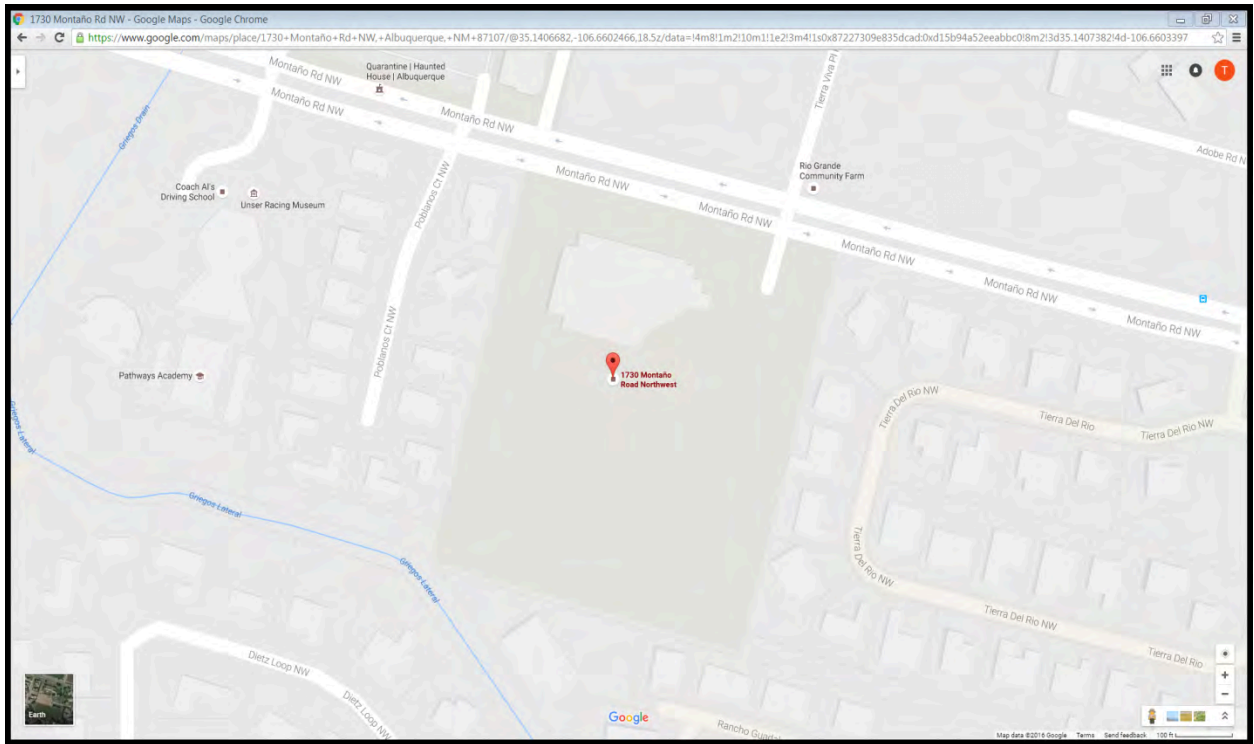 1730 Montaño Rd NW - Google Maps - Google Chrome
https://www.google.com/maps/place/1730+Montaño+Rd+NW,+Albuquerque,+NM+87107/@35.1406682,-106.6602466,18.5z/data=!4m8!1m2!10m1!1e2!3m4!1s0x87227309e835dcad:0xd15b94a52eeabbc0!8m2!3d35.1407382!4d-106.6603397
T
Montaño Rd NW
Quarantine | Haunted
House | Albuquerque
Montaño Rd NW
Montaño Rd NW
Tierra Viva Pl
Griegos Drain
Adobe Rd N
Montaño Rd NW
Rio Grande
Community Farm
Coach Al's
Driving School
Unser Racing Museum
Poblanos Ct NW
Montaño Rd NW
Montaño Rd NW
Montaño Rd NW
Montaño Rd NW
Poblanos Ct NW
Pathways Academy
1730 Montaño
Road Northwest
Tierra Del Rio NW
Tierra Del Rio
Tierra Del Rio NW
Griegos Lateral
Griegos Lateral
Griegos Lateral
Tierra Del Rio NW
Tierra Del Rio NW
Tierra Del Rio
Dietz Loop NW
Dietz Loop NW
Earth
Google
Rancho Guad
Map data ©2016 Google Terms Send feedback 100 ft